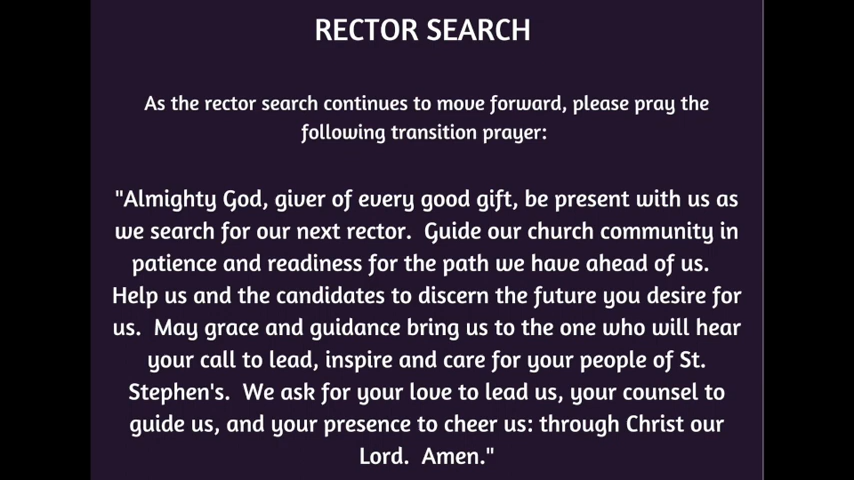 RECTOR SEARCH
As the rector search continues to move forward, please pray the
following transition prayer:
"Almighty God, giver of every good gift, be present with us as
we search for our next rector.  Guide our church community in
patience and readiness for the path we have ahead of us.
Help us and the candidates to discern the future you desire for
us.  May grace and guidance bring us to the one who will hear
your call to lead, inspire and care for your people of St.
Stephen's.  We ask for your love to lead us, your counsel to
guide us, and your presence to cheer us: through Christ our
Lord.  Amen."